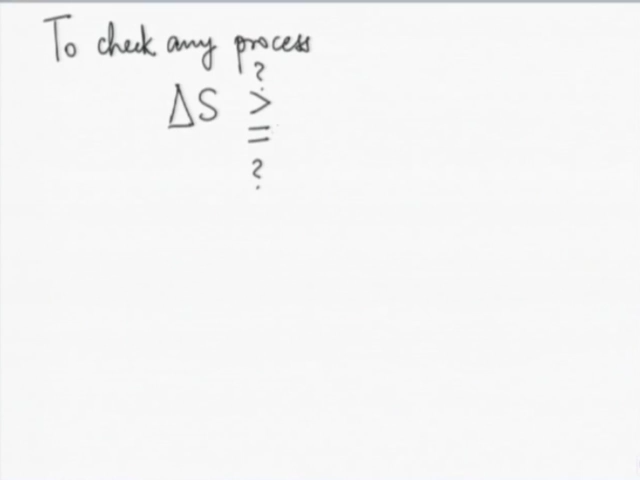 To check any process
?
ΔS >
=
?